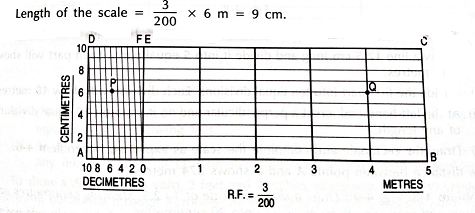 Length of the scale = 3/200 × 6 m = 9 cm.
D F E C
10
8
6 P Q
4
2
A B
CENTIMETRES
10 8 6 4 2 0 1 2 3 4 5
DECIMETRES METRES
R.F. = 3/200